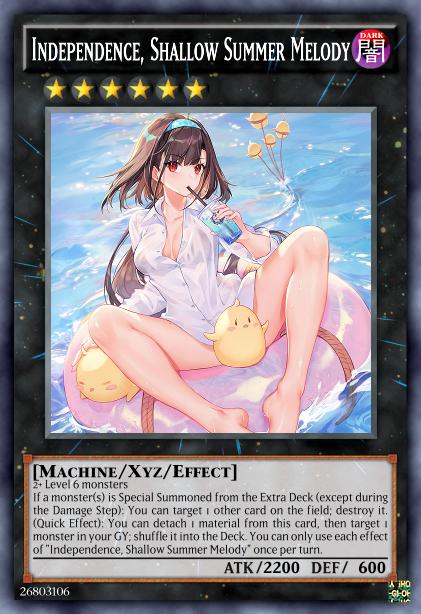 Independence, Shallow Summer Melody
DARK
闇
[Machine/Xyz/Effect]
2+ Level 6 monsters
If a monster(s) is Special Summoned from the Extra Deck (except during
the Damage Step): You can target 1 other card on the field; destroy it.
(Quick Effect): You can detach 1 material from this card, then target 1
monster in your GY; shuffle it into the Deck. You can only use each effect
of "Independence, Shallow Summer Melody" once per turn.
ATK/2200 DEF/ 600
26803106